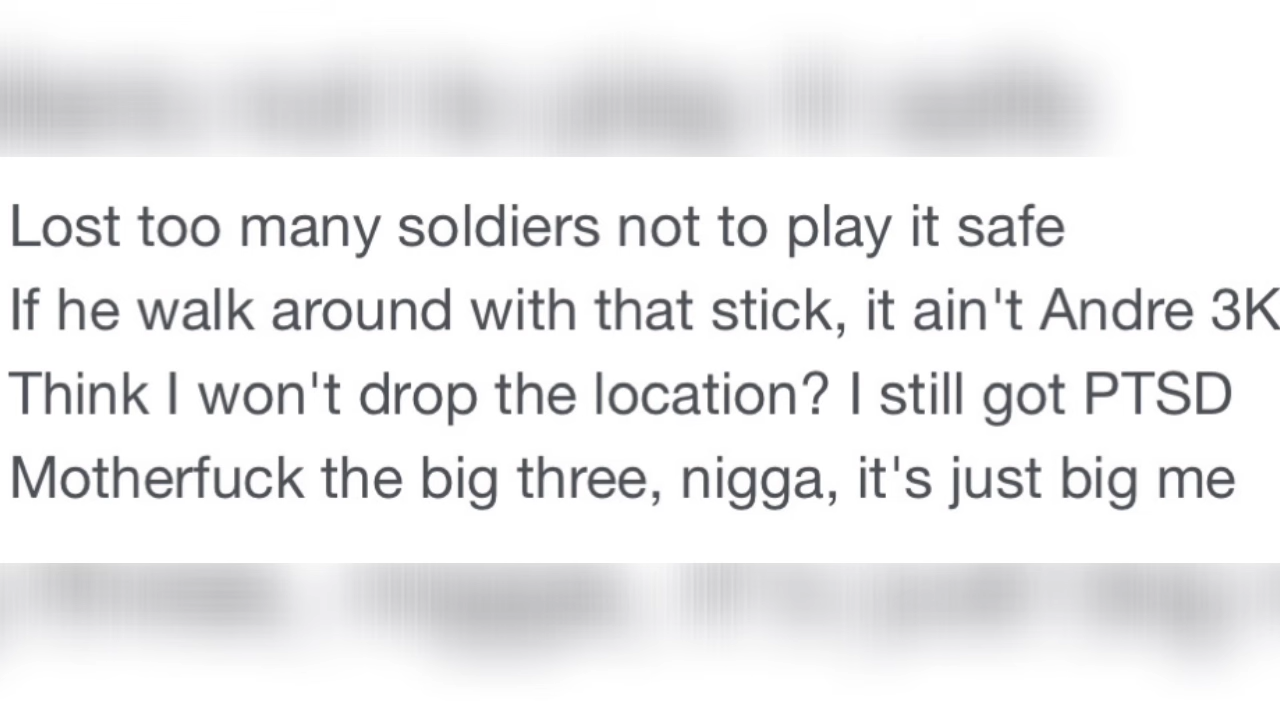 Lost too many soldiers not to play it safe
If he walk around with that stick, it ain't Andre 3K
Think I won't drop the location? I still got PTSD
Motherfuck the big three, nigga, it's just big me